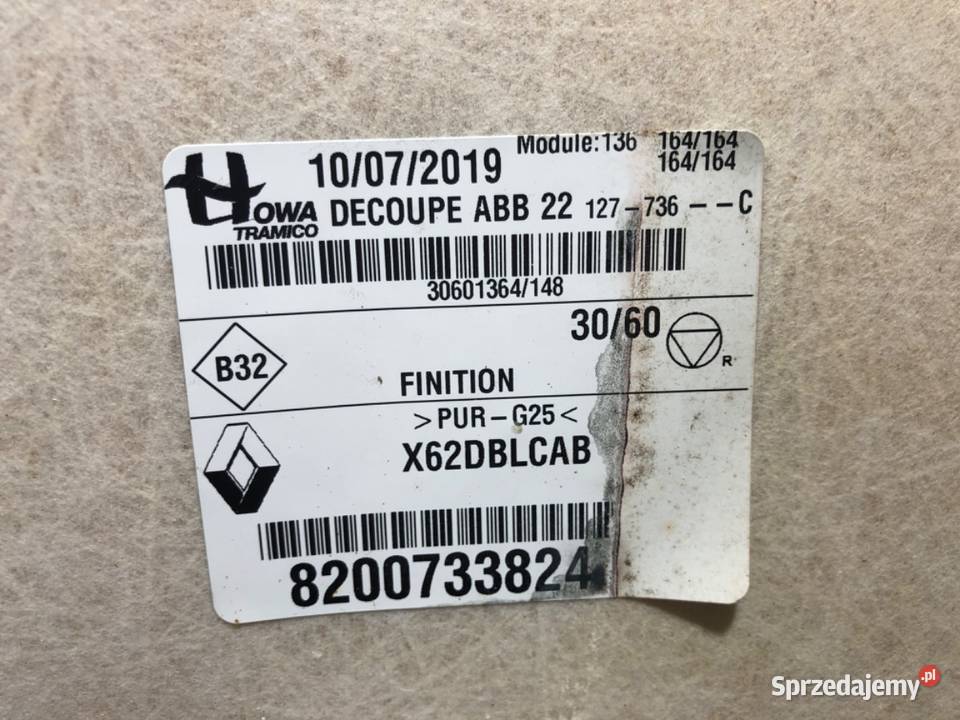 Module:136 164/164
164/164
10/07/2019
HOWA
TRAMICO
DECOUPE ABB 22 127-736 --C
30601364/148
30/60
B32
R
FINITION
>PUR-G25<
X62DBLCAB
8200733824
Sprzedajemy.pl